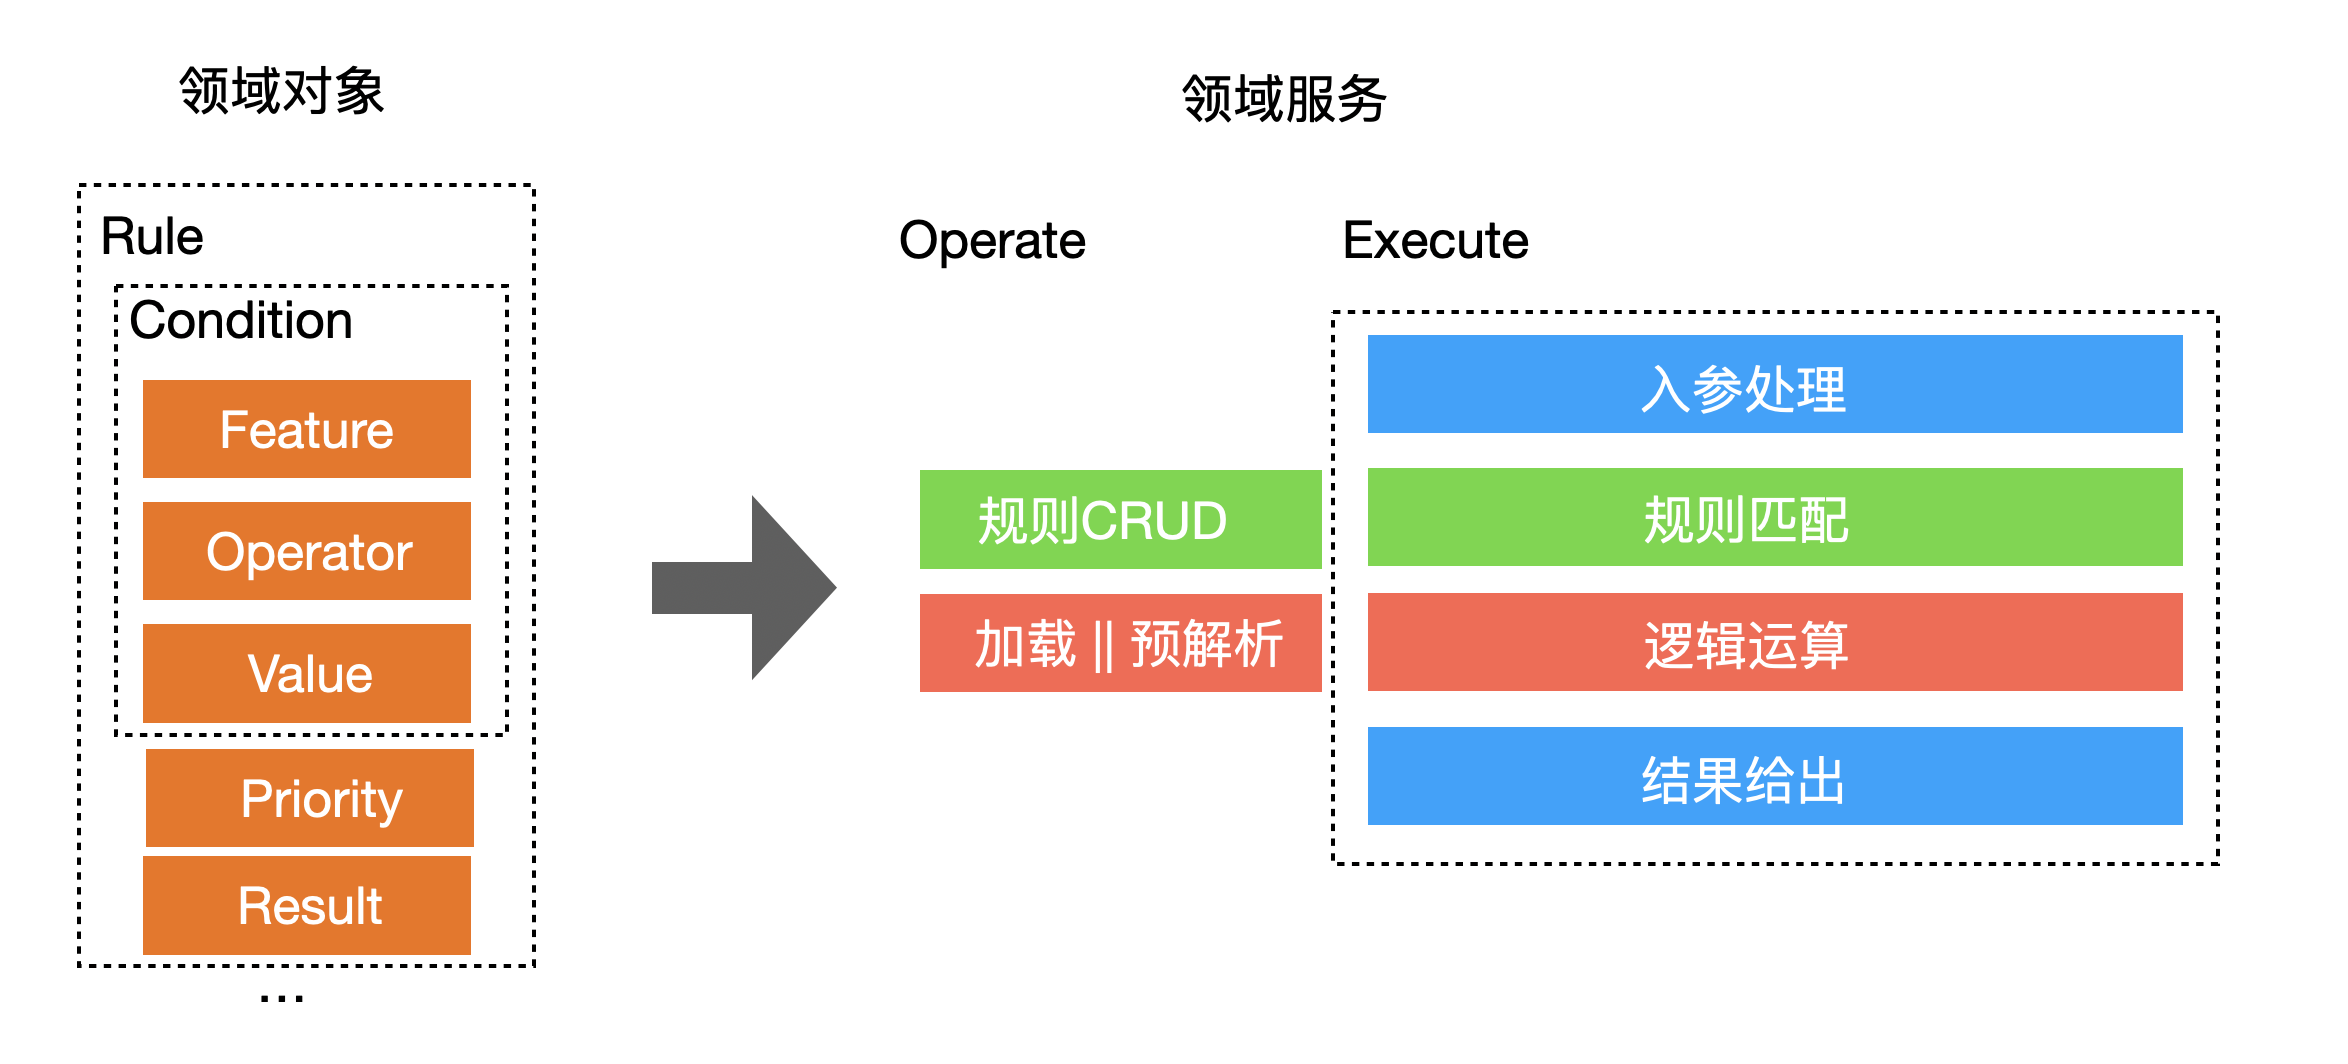 领域对象
Rule
Condition
Feature
Operator
Value
Priority
Result
...
领域服务
Operate
规则CRUD
加载 || 预解析
Execute
入参处理
规则匹配
逻辑运算
结果给出